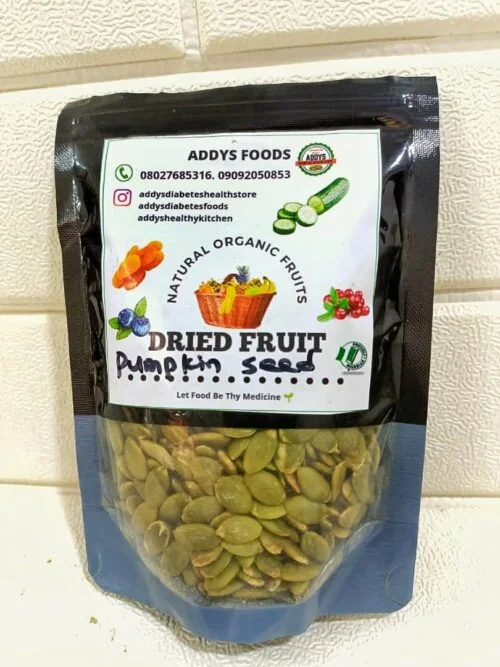 ADDYS FOODS
ADDYS
08027685316. 09092050853
addysdiabeteshealthstore
addysdiabetesfoods
addyshealthykitchen
NATURAL ORGANIC FRUITS
DRIED FRUIT
Pumpkin seed
Let Food Be Thy Medicine